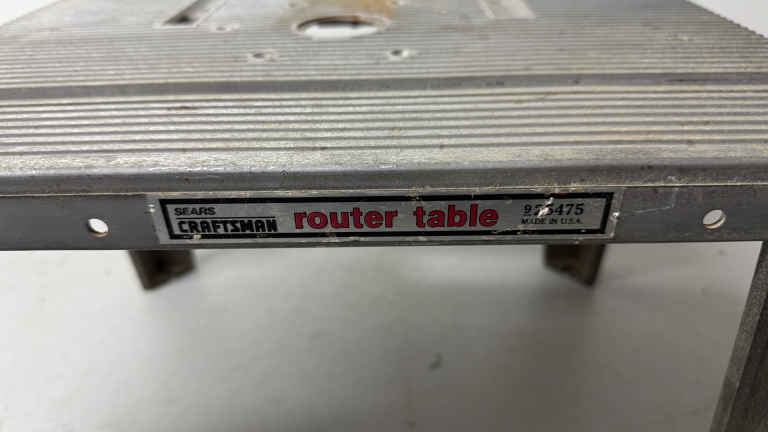 SEARS
CRAFTSMAN
router table
MADE IN U.S.A.